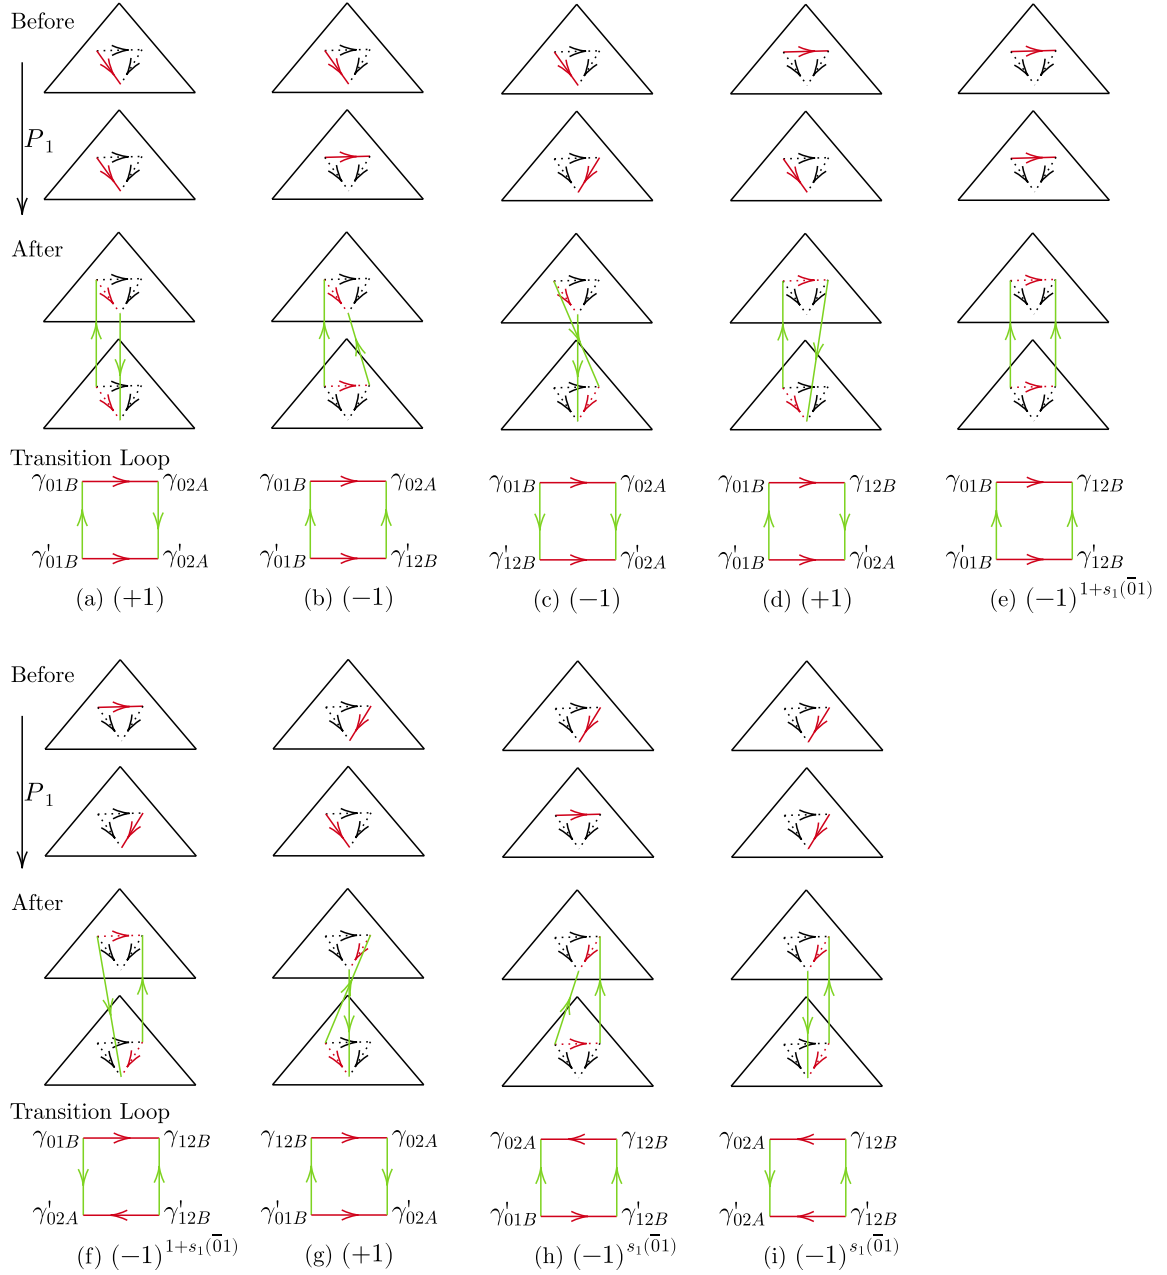 Before
P₁
After
Transition Loop
γ₀₁B γ₀₂A γ₀₁B γ₀₂A γ₀₁B γ₀₂A γ₀₁B γ₁₂B γ₀₁B γ₁₂B
γ'₀₁B γ'₀₂A γ'₀₁B γ'₁₂B γ'₁₂B γ'₀₂A γ'₀₁B γ'₀₂A γ'₀₁B γ'₁₂B
(a) (+1) (b) (−1) (c) (−1) (d) (+1) (e) (−1)^{1+s₁(0̅1)}
Before
P₁
After
Transition Loop
γ₀₁B γ₁₂B γ₁₂B γ₀₂A γ₀₂A γ₁₂B γ₀₂A γ₁₂B
γ'₀₂A γ'₁₂B γ'₀₁B γ'₀₂A γ'₀₁B γ'₁₂B γ'₀₂A γ'₁₂B
(f) (−1)^{1+s₁(0̅1)} (g) (+1) (h) (−1)^{s₁(0̅1)} (i) (−1)^{s₁(0̅1)}